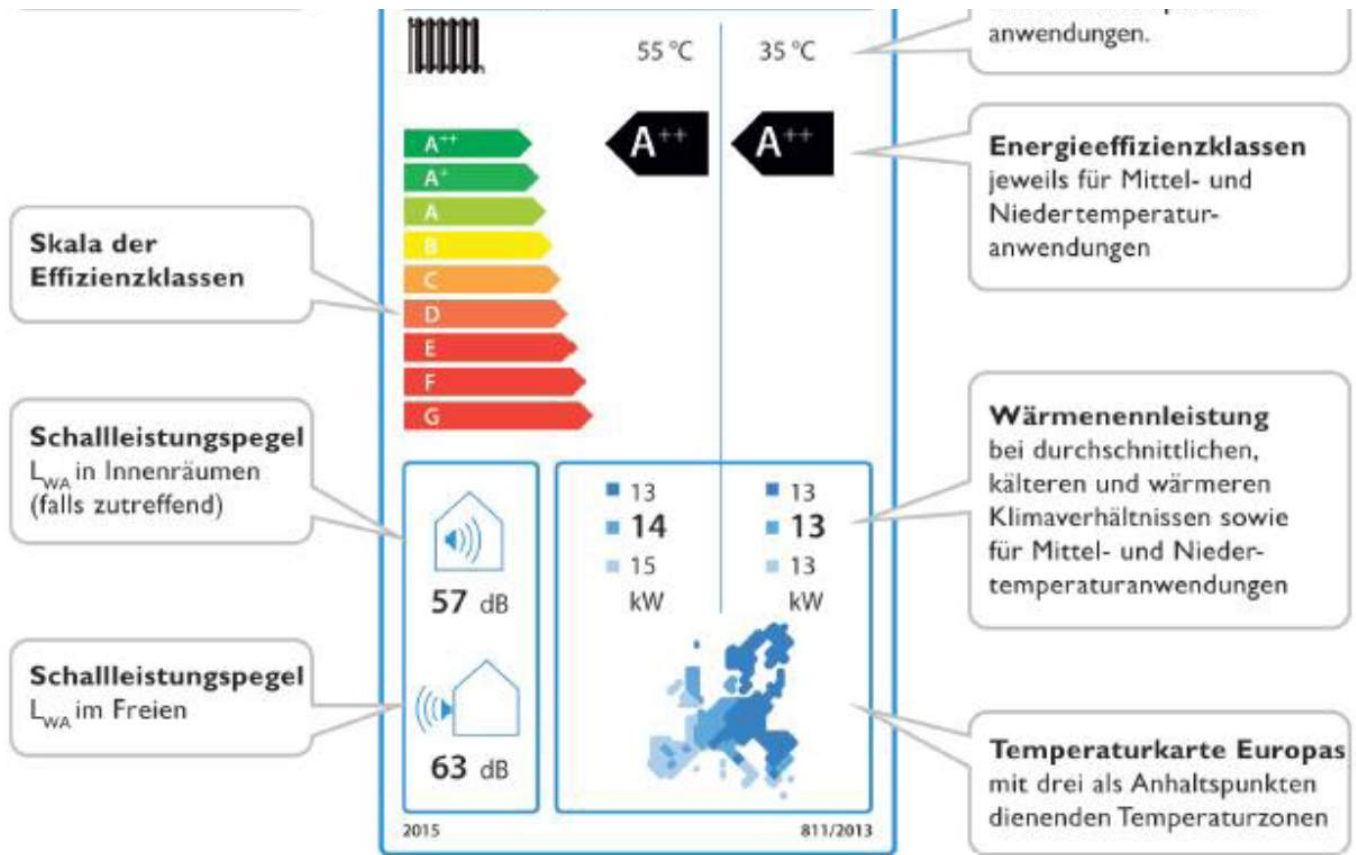 anwendungen.
55 °C
35 °C
A++
A++
A++
A+
A
B
C
D
E
F
G
Energieeffizienzklassen
jeweils für Mittel- und
Niedertemperatur-
anwendungen
Skala der
Effizienzklassen
Schallleistungspegel
LWA in Innenräumen
(falls zutreffend)
57 dB
13
14
15
kW
13
13
13
kW
Wärmenennleistung
bei durchschnittlichen,
kälteren und wärmeren
Klimaverhältnissen sowie
für Mittel- und Nieder-
temperaturanwendungen
Schallleistungspegel
LWA im Freien
63 dB
Temperaturkarte Europas
mit drei als Anhaltspunkten
dienenden Temperaturzonen
2015
811/2013